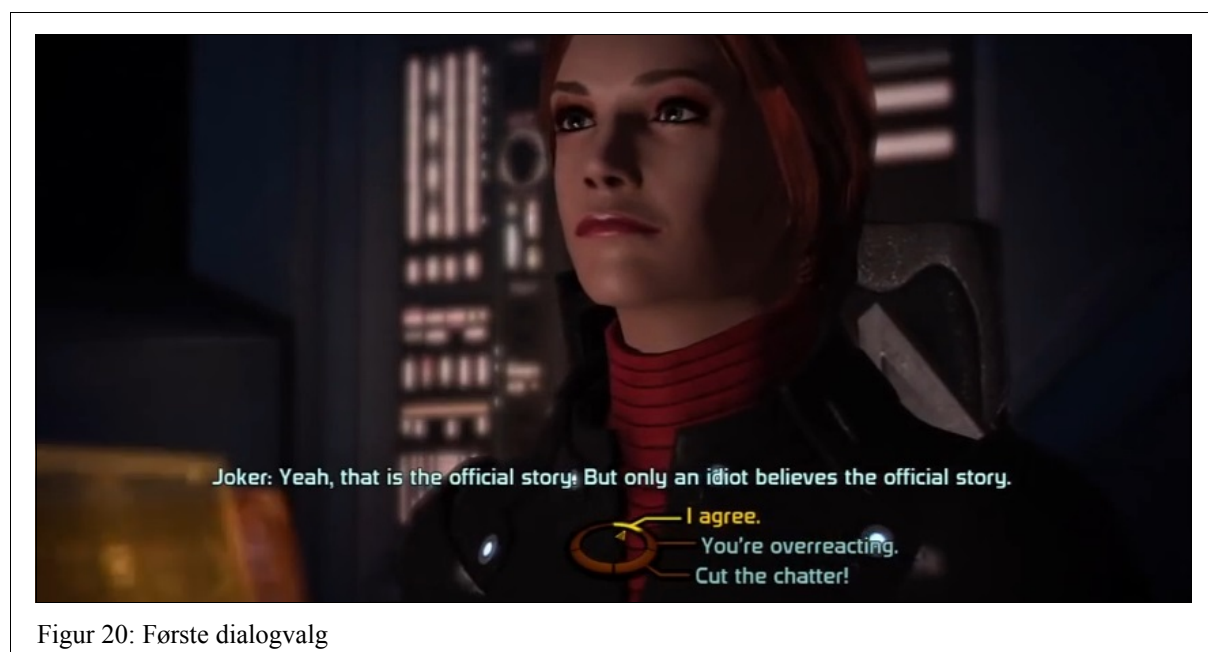 Joker: Yeah, that is the official story. But only an idiot believes the official story.
I agree.
You're overreacting.
Cut the chatter!
Figur 20: Første dialogvalg